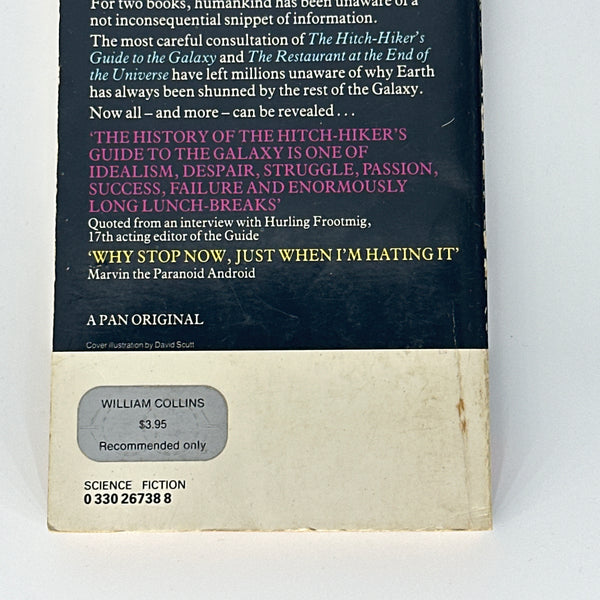 For two books, humankind has been unaware of a
not inconsequential snippet of information.
The most careful consultation of The Hitch-Hiker's
Guide to the Galaxy and The Restaurant at the End of
the Universe have left millions unaware of why Earth
has always been shunned by the rest of the Galaxy.
Now all – and more – can be revealed . . .
‘THE HISTORY OF THE HITCH-HIKER'S
GUIDE TO THE GALAXY IS ONE OF
IDEALISM, DESPAIR, STRUGGLE, PASSION,
SUCCESS, FAILURE AND ENORMOUSLY
LONG LUNCH-BREAKS’
Quoted from an interview with Hurling Frootmig,
17th acting editor of the Guide
‘WHY STOP NOW, JUST WHEN I'M HATING IT’
Marvin the Paranoid Android
A PAN ORIGINAL
Cover illustration by David Scutt
WILLIAM COLLINS
$3.95
Recommended only
SCIENCE FICTION
0 330 26738 8